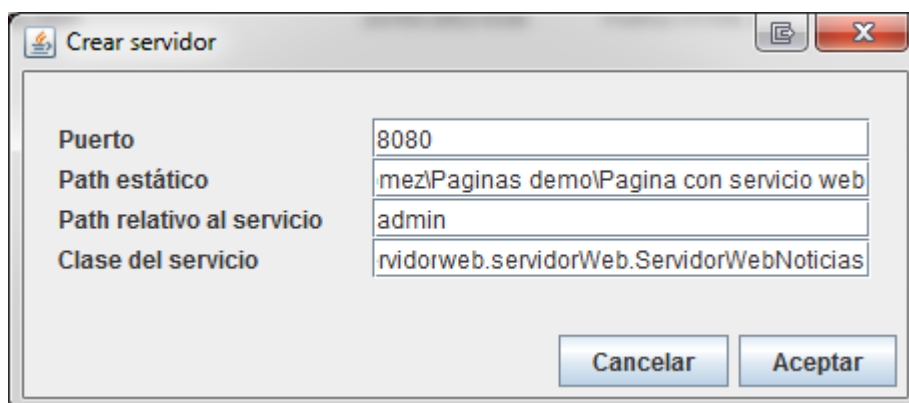 Crear servidor
Puerto 8080
Path estático mez\Paginas demo\Pagina con servicio web
Path relativo al servicio admin
Clase del servicio rvidorweb.servidorWeb.ServidorWebNoticias
Cancelar Aceptar